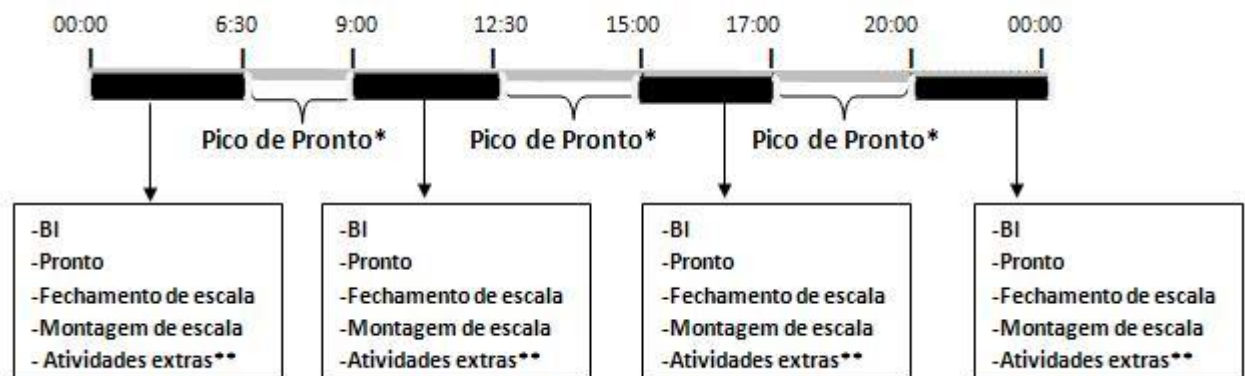 00:00 6:30 9:00 12:30 15:00 17:00 20:00 00:00
Pico de Pronto* Pico de Pronto* Pico de Pronto*
-BI
-Pronto
-Fechamento de escala
-Montagem de escala
- Atividades extras**
-BI
-Pronto
-Fechamento de escala
-Montagem de escala
-Atividades extras**
-BI
-Pronto
-Fechamento de escala
-Montagem de escala
-Atividades extras**
-BI
-Pronto
-Fechamento de escala
-Montagem de escala
-Atividades extras**